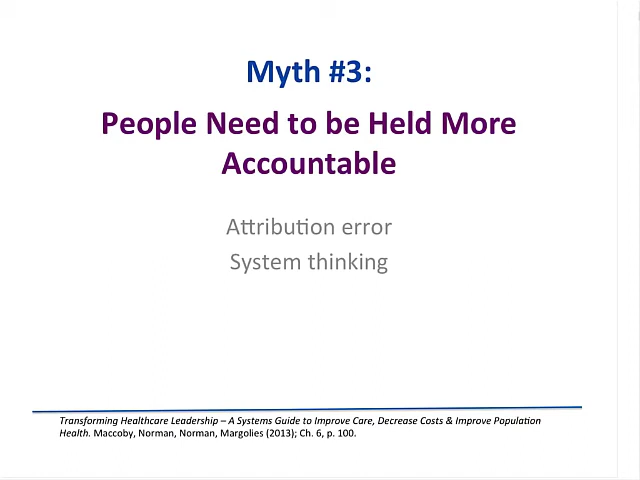 Myth #3:
People Need to be Held More
Accountable
Attribution error
System thinking
Transforming Healthcare Leadership – A Systems Guide to Improve Care, Decrease Costs & Improve Population
Health. Maccoby, Norman, Norman, Margolies (2013); Ch. 6, p. 100.